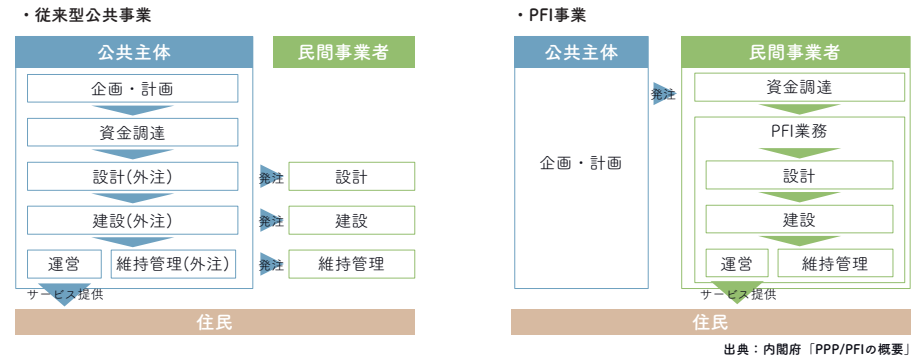 ・従来型公共事業
公共主体
民間事業者
企画・計画
資金調達
設計(外注)
発注
設計
建設(外注)
発注
建設
運営
維持管理(外注)
発注
維持管理
サービス提供
住民
・PFI事業
公共主体
民間事業者
企画・計画
発注
資金調達
PFI業務
設計
建設
運営
維持管理
サービス提供
住民
出典：内閣府「PPP/PFIの概要」